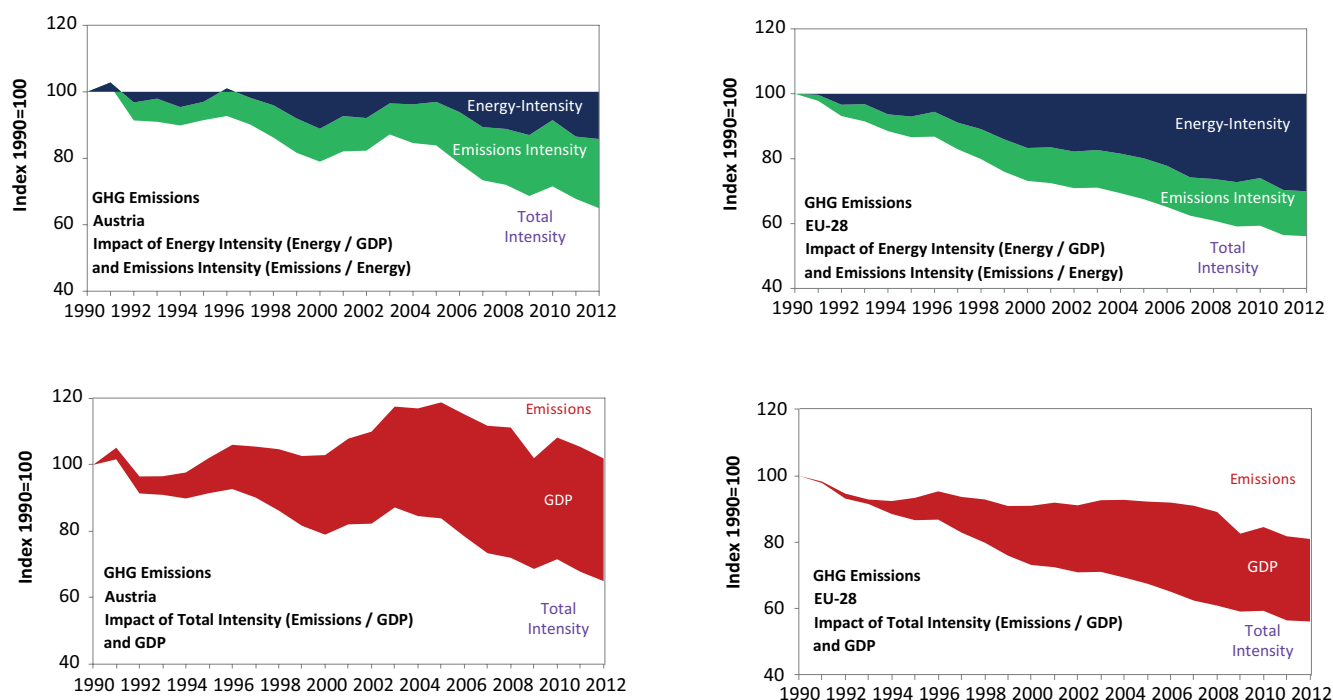 120
100
80
60
40
Index 1990=100
Energy-Intensity
Emissions Intensity
GHG Emissions
Austria
Total
Intensity
Impact of Energy Intensity (Energy / GDP)
and Emissions Intensity (Emissions / Energy)
1990 1992 1994 1996 1998 2000 2002 2004 2006 2008 2010 2012
120
100
80
60
40
Index 1990=100
Energy-Intensity
Emissions Intensity
GHG Emissions
EU-28
Total
Intensity
Impact of Energy Intensity (Energy / GDP)
and Emissions Intensity (Emissions / Energy)
1990 1992 1994 1996 1998 2000 2002 2004 2006 2008 2010 2012
120
100
80
60
40
Index 1990=100
Emissions
GDP
GHG Emissions
Austria
Total
Intensity
Impact of Total Intensity (Emissions / GDP)
and GDP
1990 1992 1994 1996 1998 2000 2002 2004 2006 2008 2010 2012
120
100
80
60
40
Index 1990=100
Emissions
GDP
GHG Emissions
EU-28
Total
Intensity
Impact of Total Intensity (Emissions / GDP)
and GDP
1990 1992 1994 1996 1998 2000 2002 2004 2006 2008 2010 2012